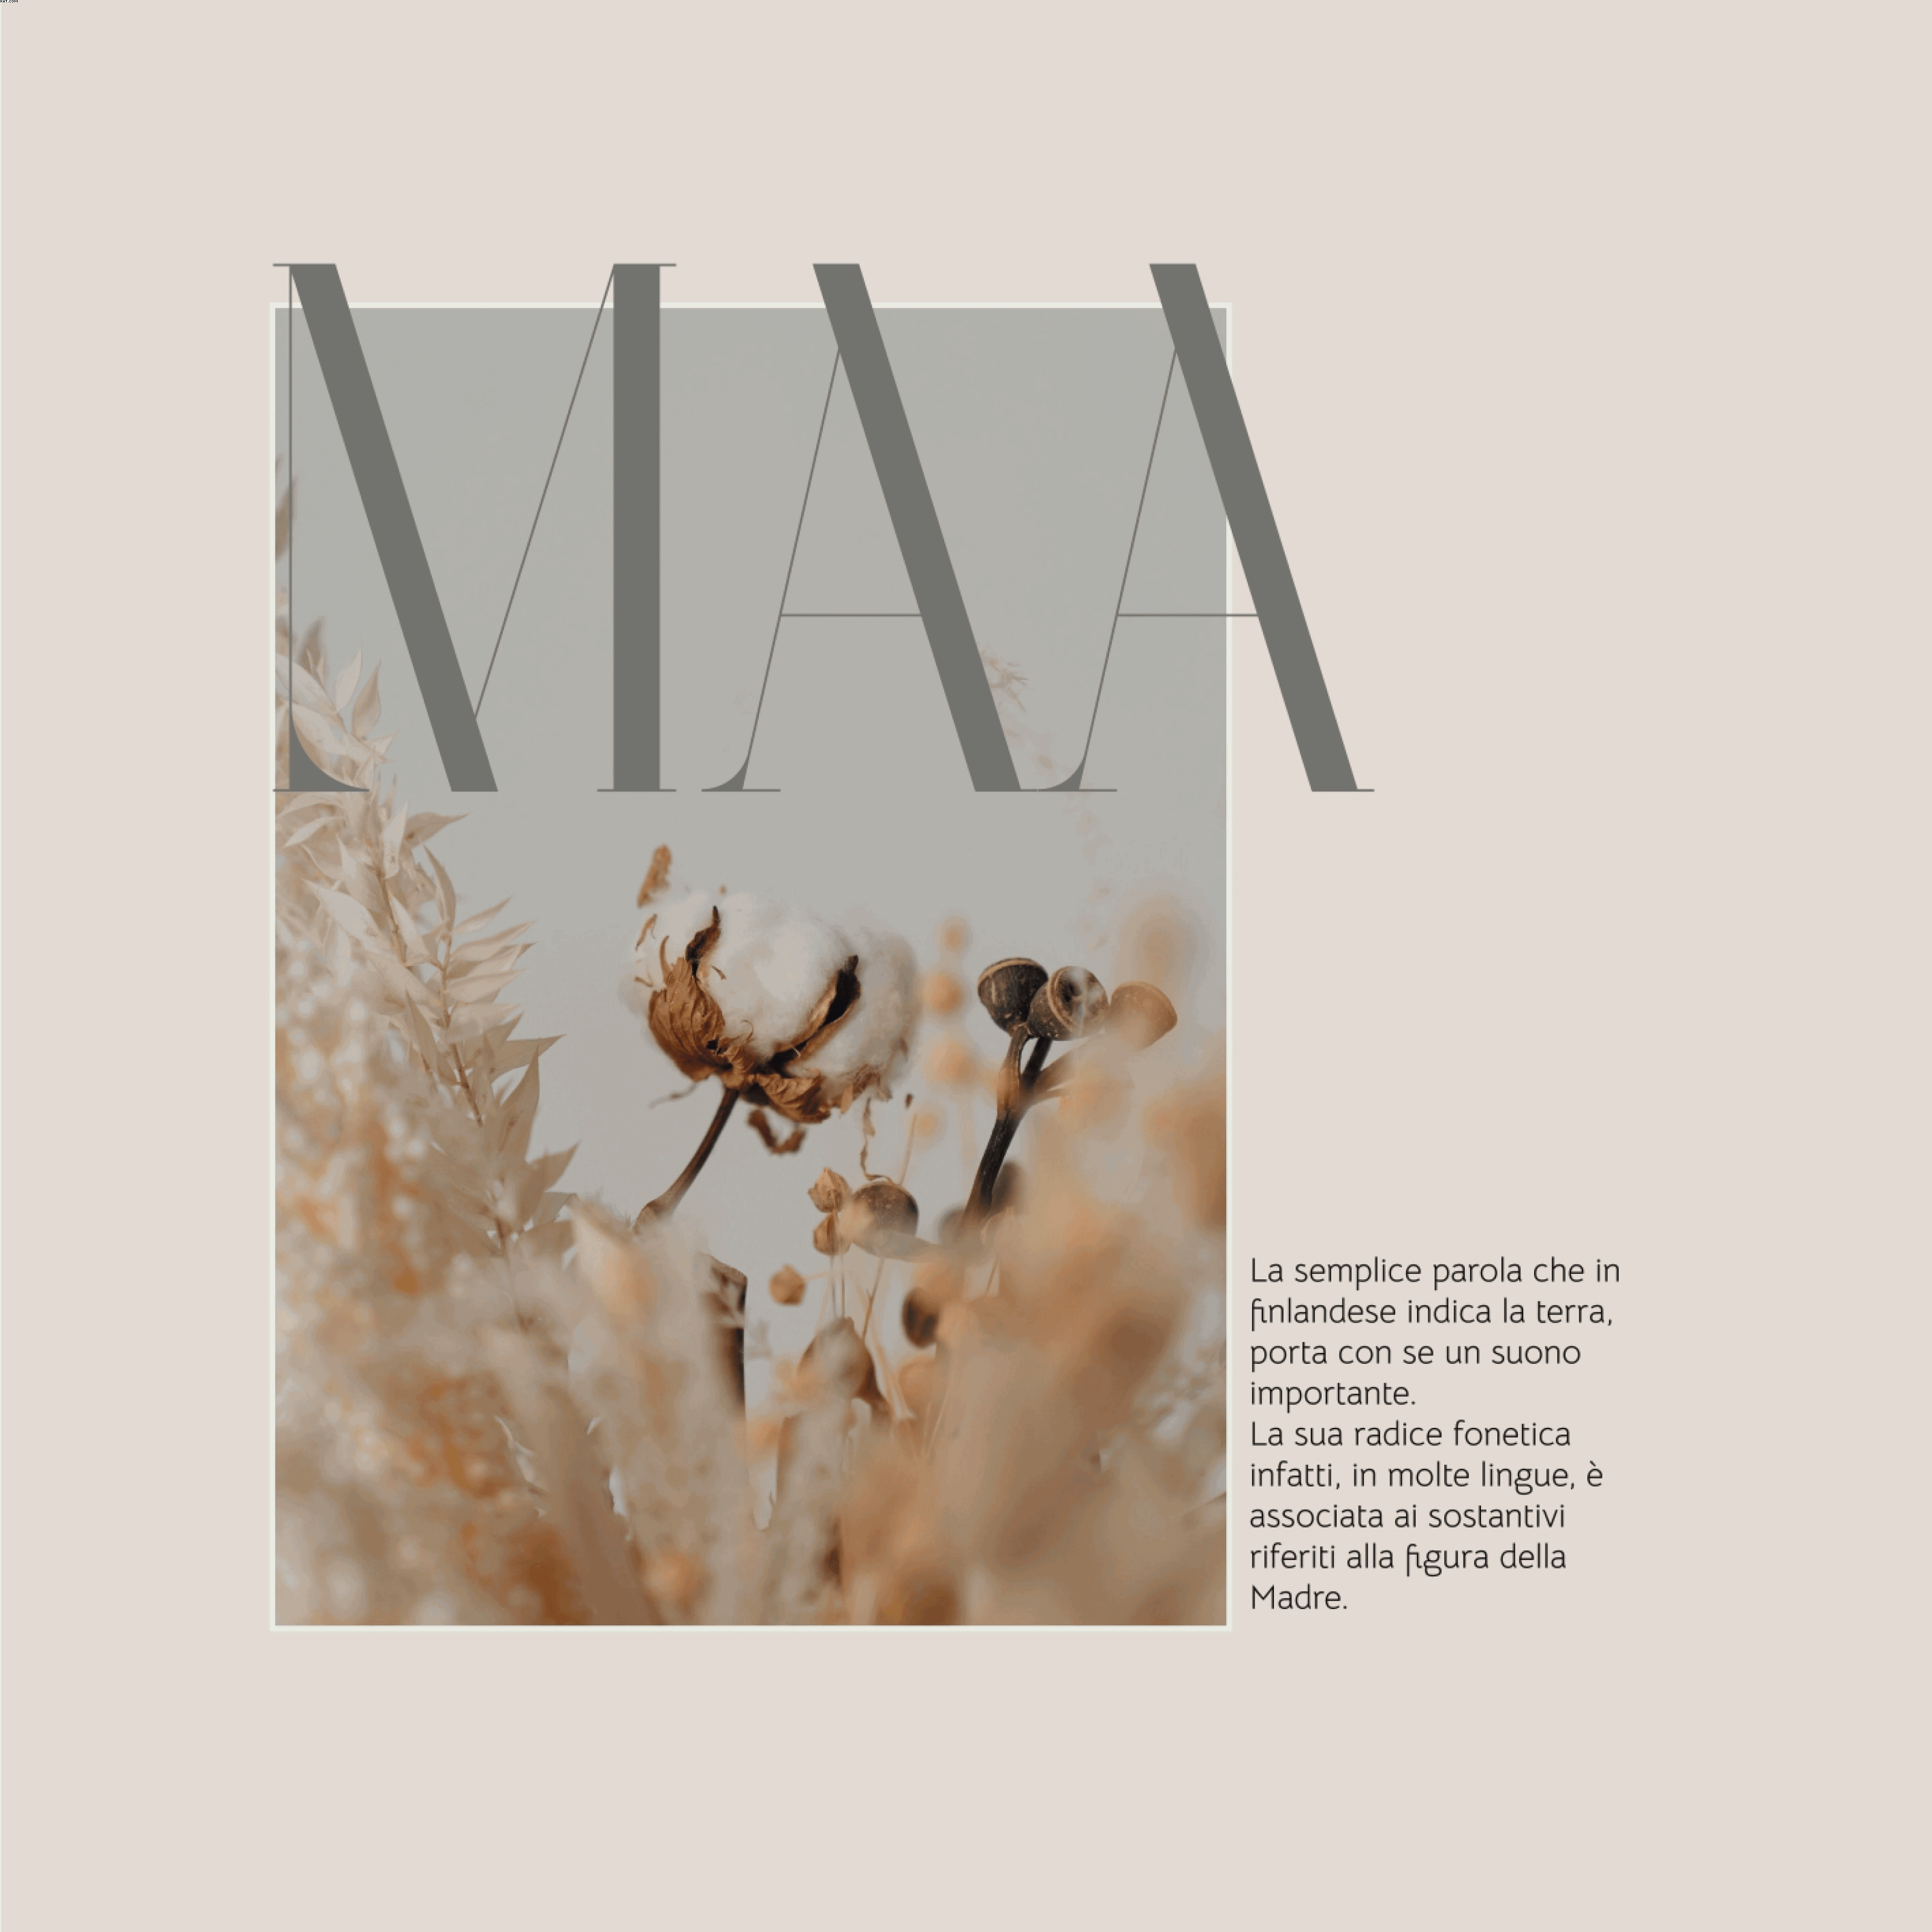 MAA
La semplice parola che in
finlandese indica la terra,
porta con se un suono
importante.
La sua radice fonetica
infatti, in molte lingue, è
associata ai sostantivi
riferiti alla figura della
Madre.